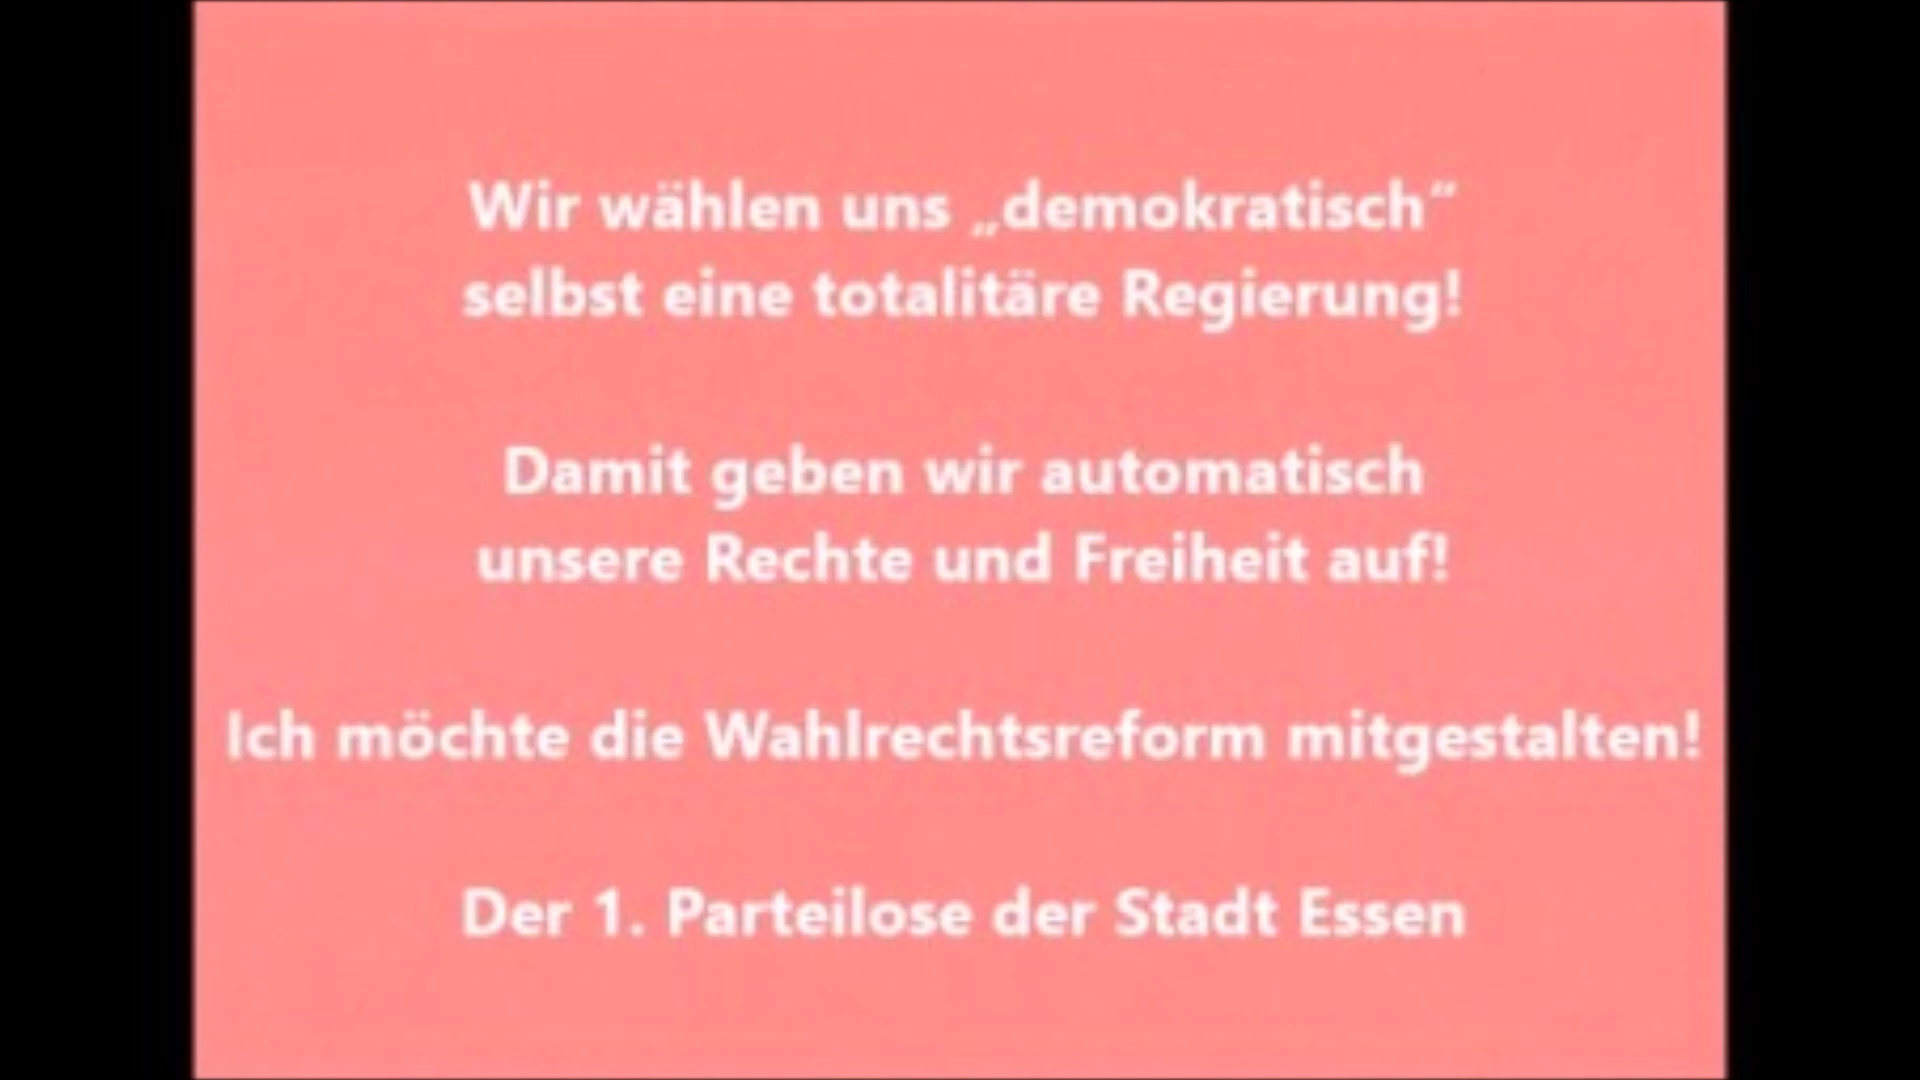 Wir wählen uns „demokratisch“
selbst eine totalitäre Regierung!
Damit geben wir automatisch
unsere Rechte und Freiheit auf!
Ich möchte die Wahlrechtsreform mitgestalten!
Der 1. Parteilose der Stadt Essen